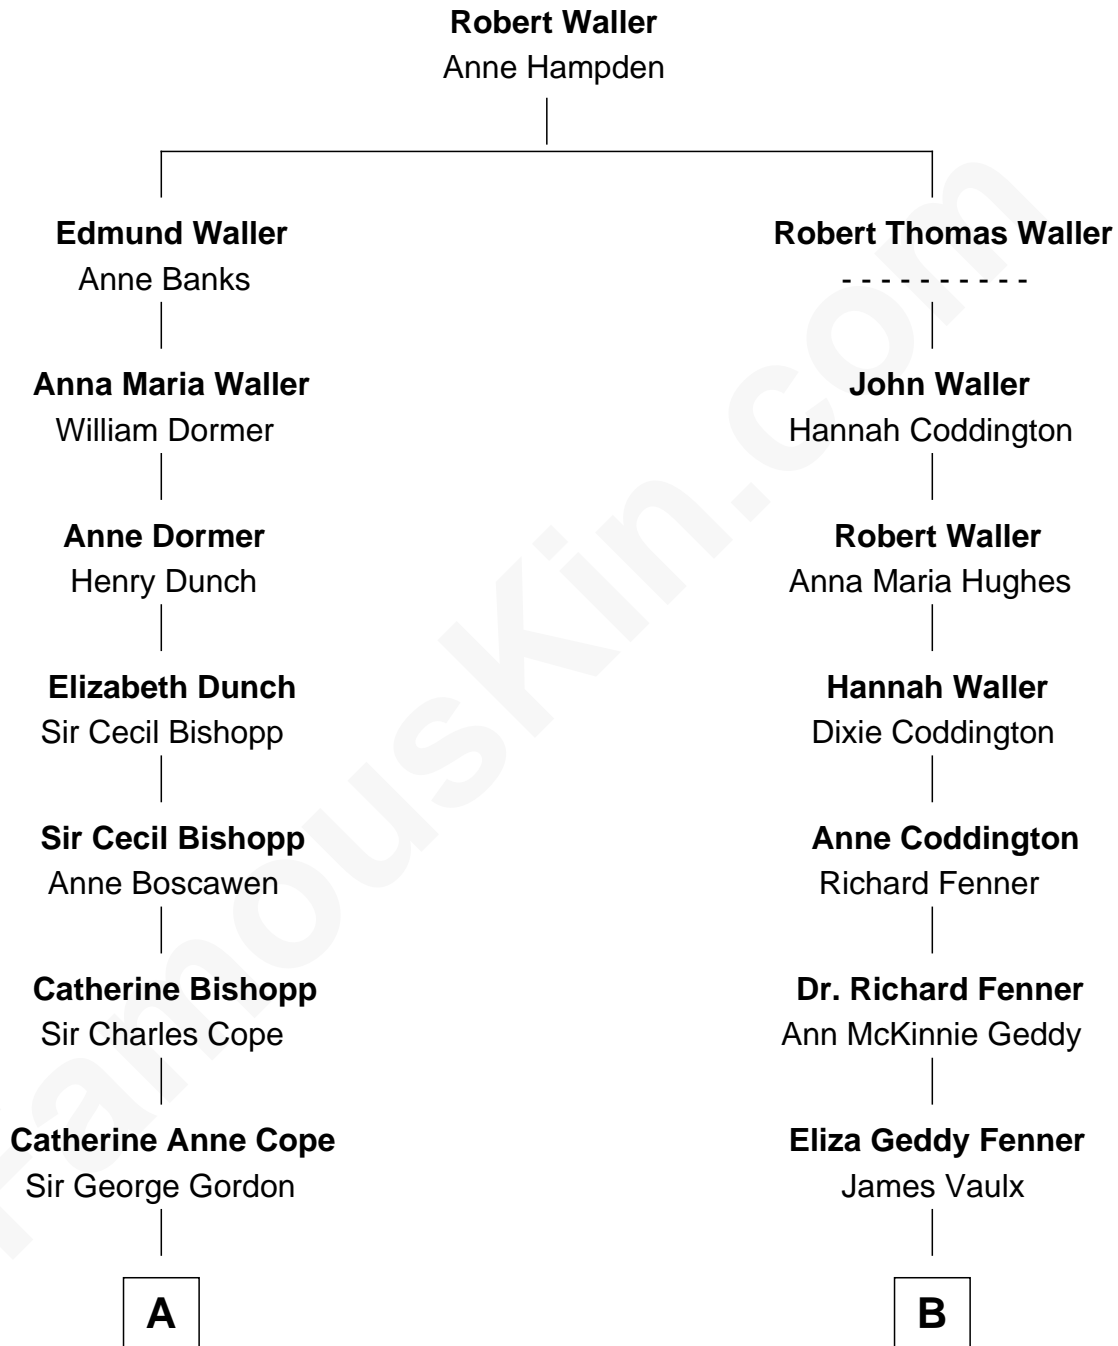 Robert Waller
Anne Hampden
Edmund Waller
Anne Banks
Robert Thomas Waller
- - - - - - - - - -
Anna Maria Waller
William Dormer
John Waller
Hannah Coddington
Anne Dormer
Henry Dunch
Robert Waller
Anna Maria Hughes
Elizabeth Dunch
Sir Cecil Bishopp
Hannah Waller
Dixie Coddington
Sir Cecil Bishopp
Anne Boscawen
Anne Coddington
Richard Fenner
Catherine Bishopp
Sir Charles Cope
Dr. Richard Fenner
Ann McKinnie Geddy
Catherine Anne Cope
Sir George Gordon
Eliza Geddy Fenner
James Vaulx
A
B
FamousKin.com